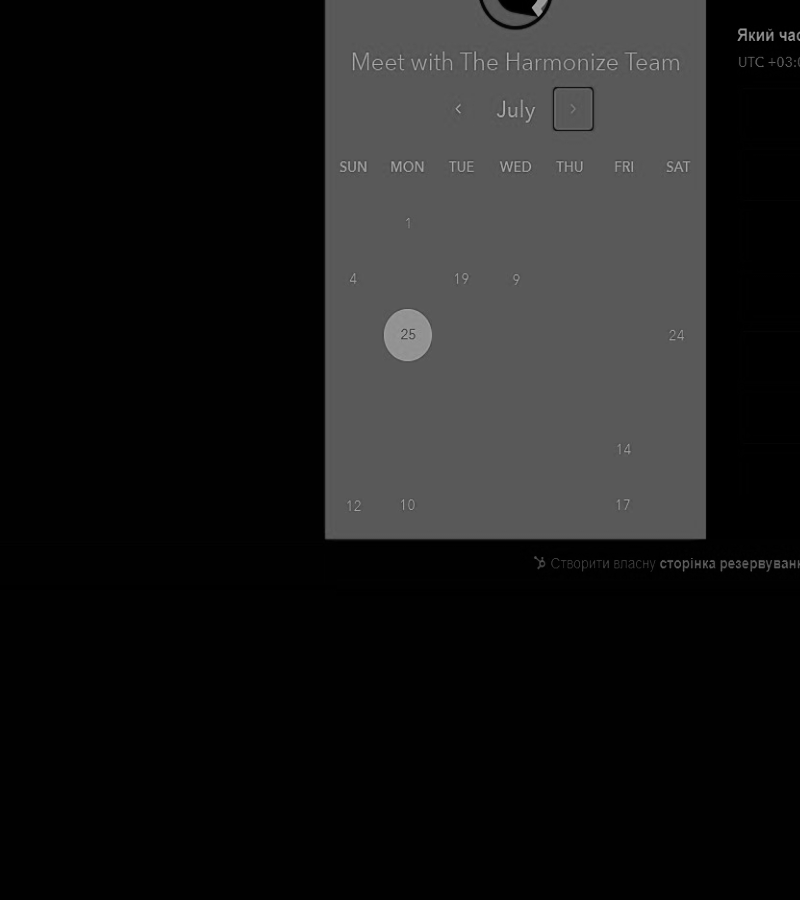 Який час
UTC +03:0
Meet with The Harmonize Team
July
SUN MON TUE WED THU FRI SAT
1
4 19 9
25 24
14
12 10 17
Створити власну сторінка резервуванн